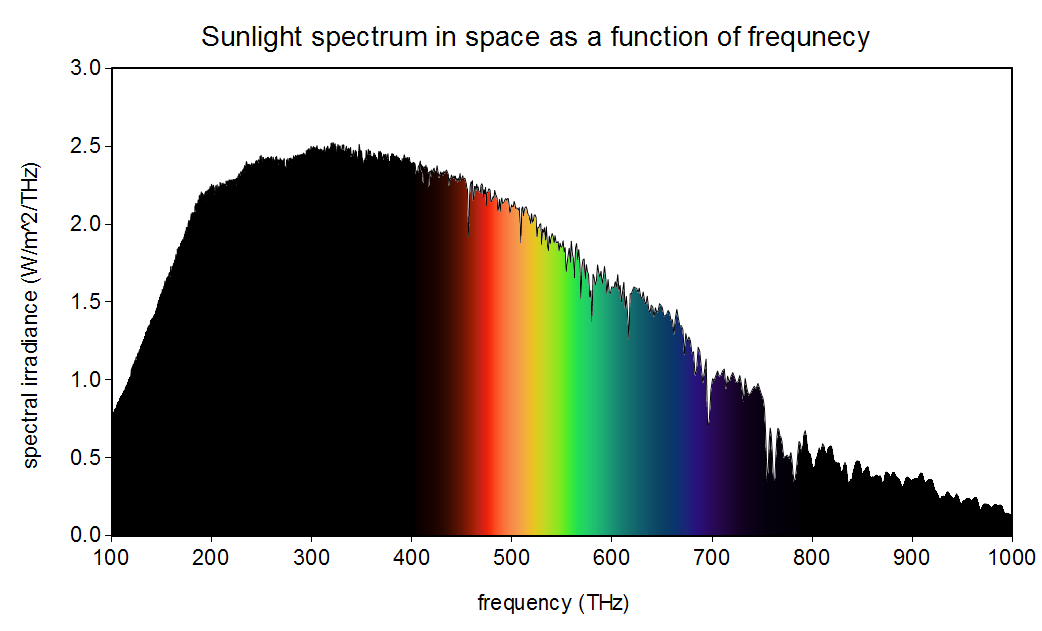 Sunlight spectrum in space as a function of frequnecy
3.0
2.5
2.0
1.5
1.0
0.5
0.0
spectral irradiance (W/m^2/THz)
100 200 300 400 500 600 700 800 900 1000
frequency (THz)